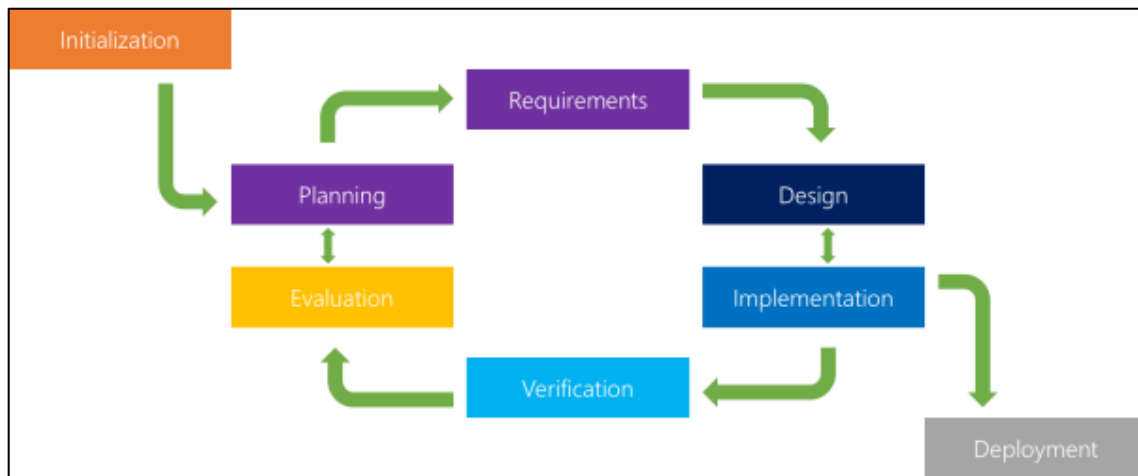 Initialization
Requirements
Planning
Design
Evaluation
Implementation
Verification
Deployment